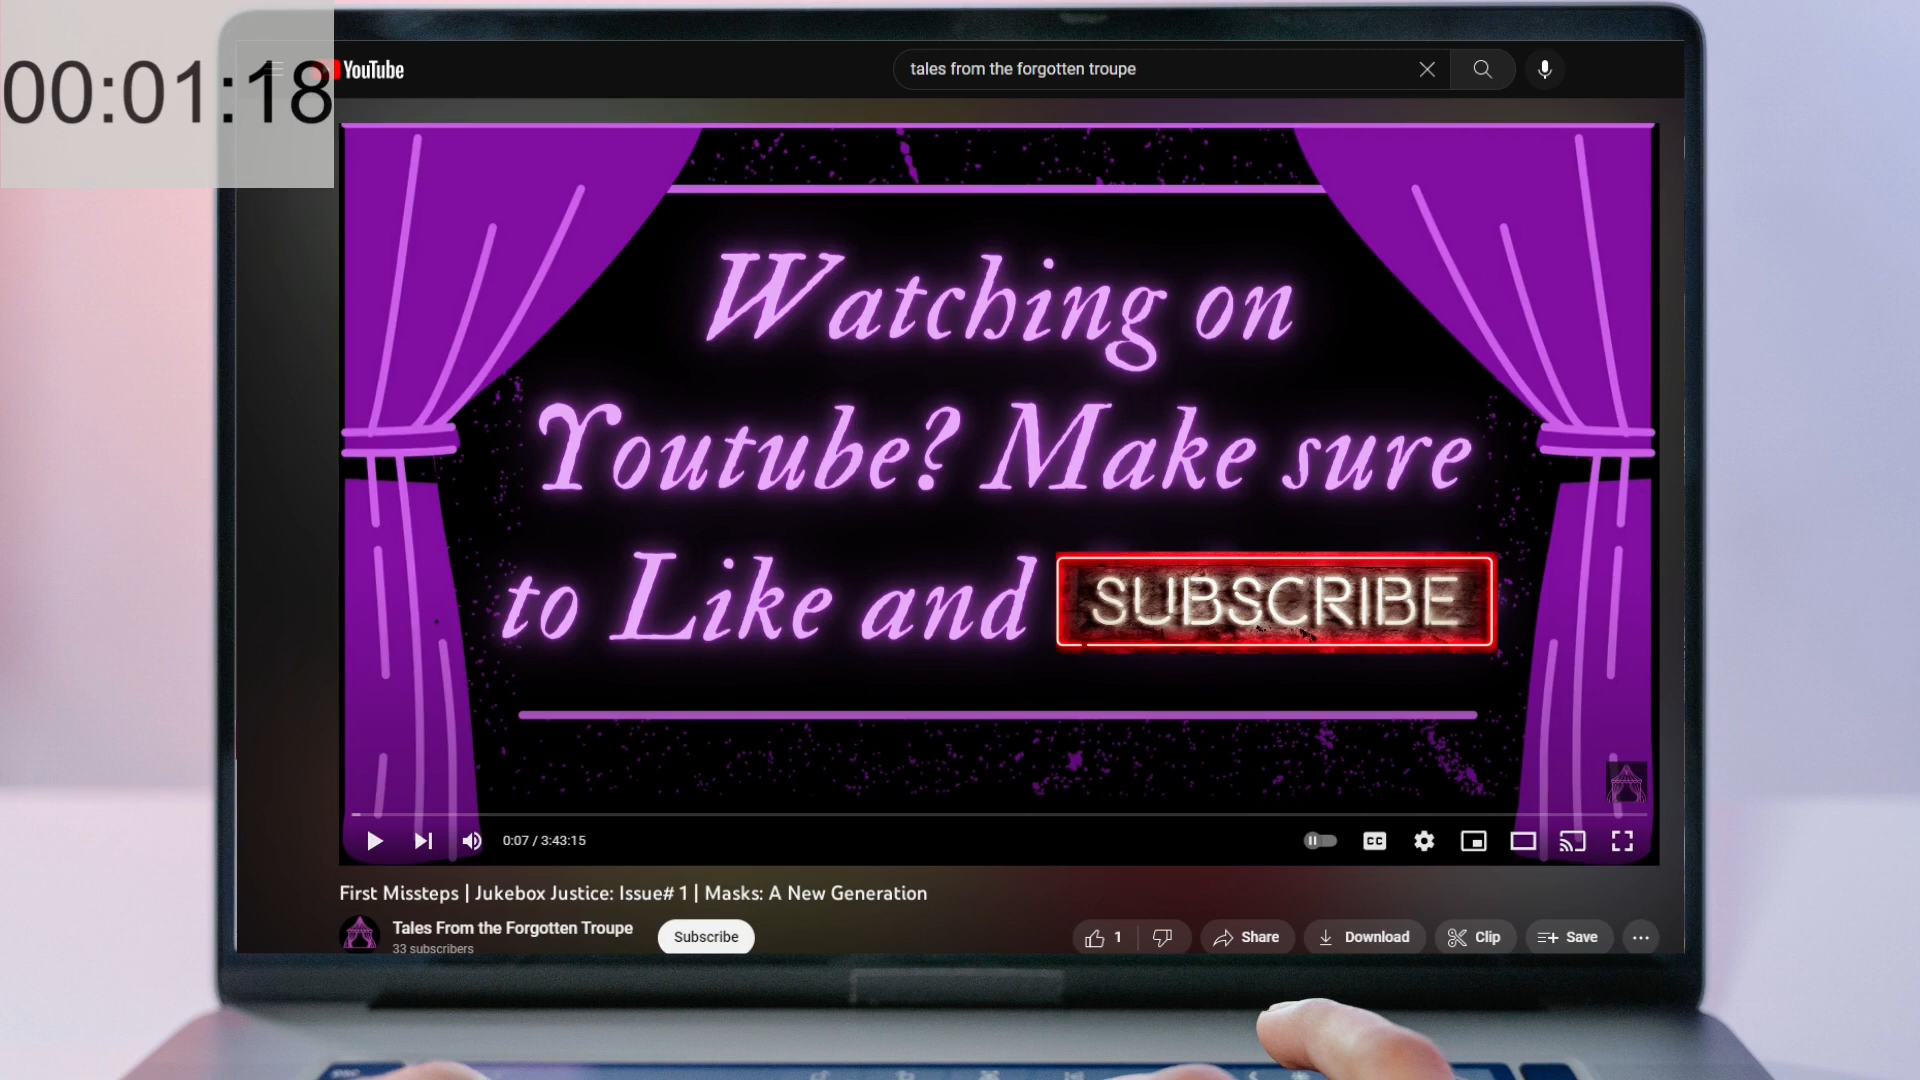 00:01:18
YouTube
tales from the forgotten troupe
Watching on
Youtube? Make sure
to Like and SUBSCRIBE
0:07 / 3:43:15
CC
First Missteps | Jukebox Justice: Issue# 1 | Masks: A New Generation
Tales From the Forgotten Troupe
33 subscribers
Subscribe
1
Share
Download
Clip
Save